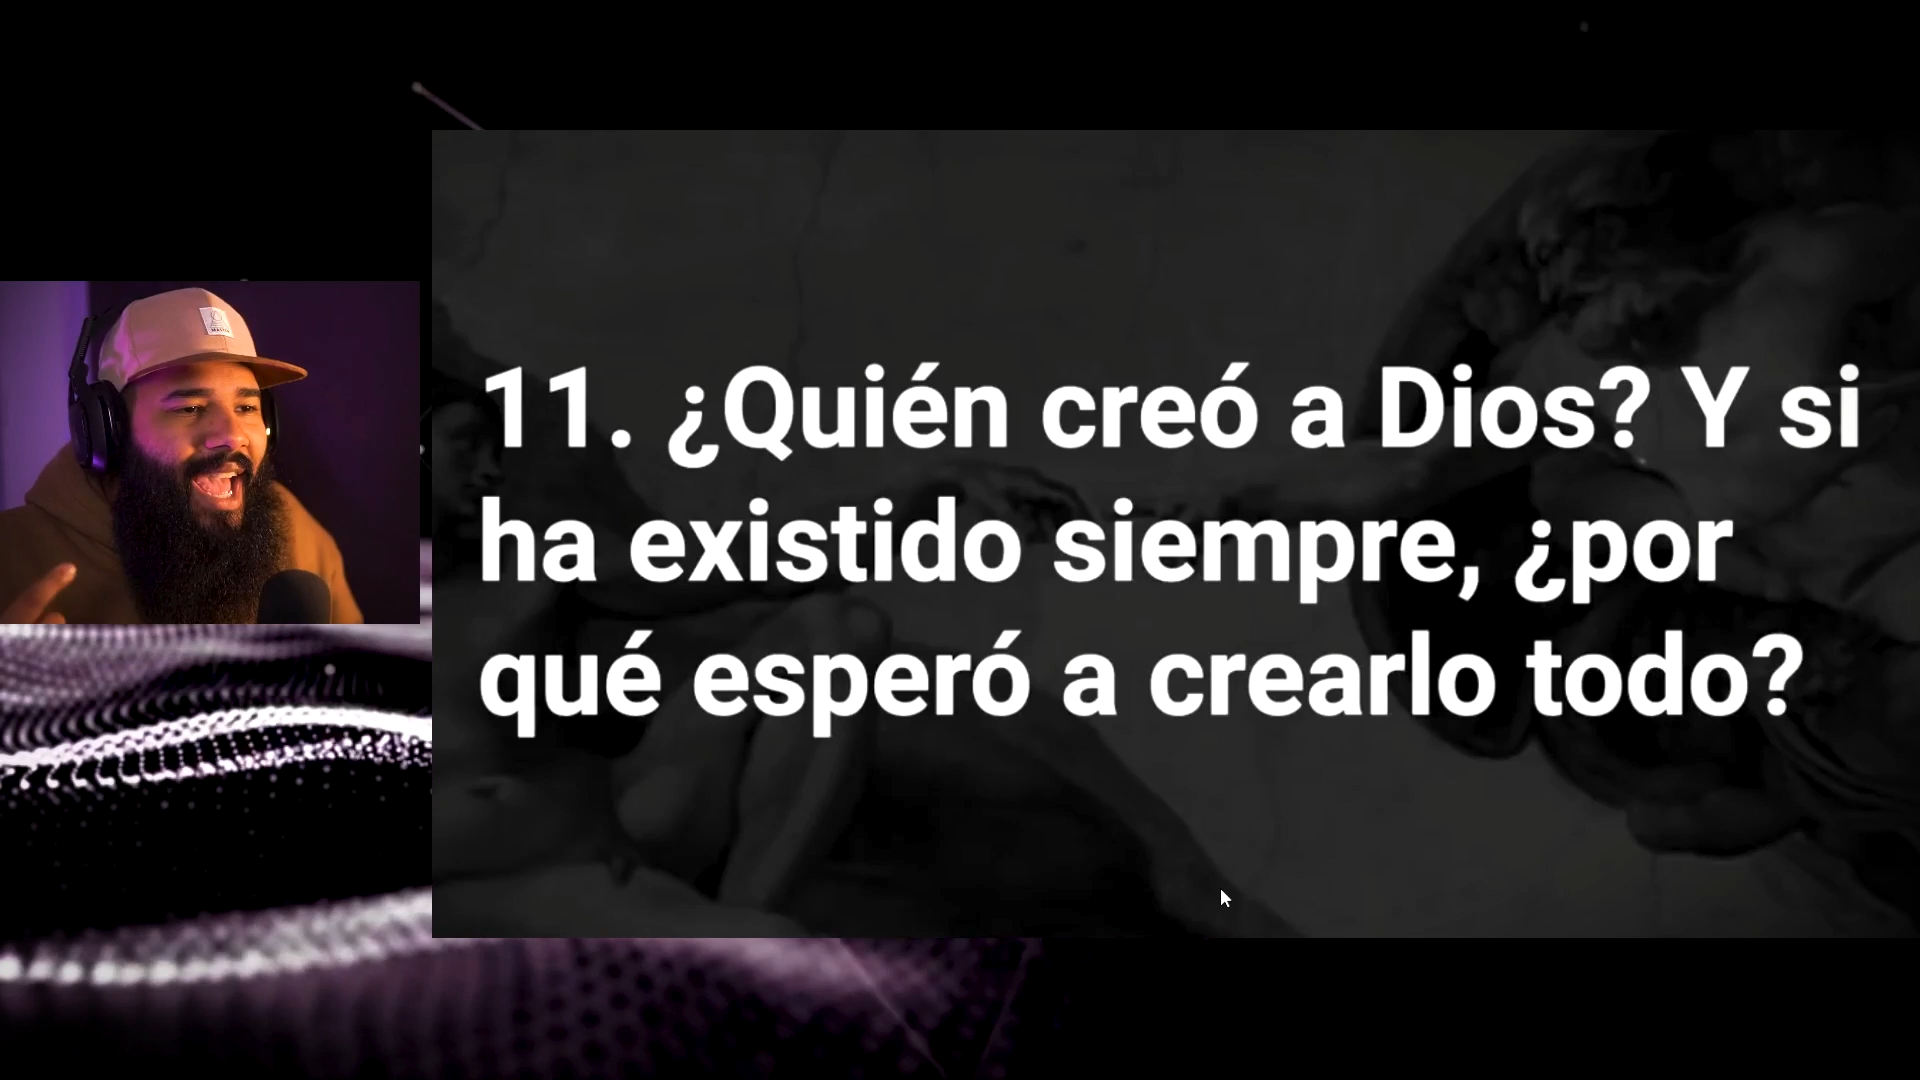 11. ¿Quién creó a Dios? Y si
ha existido siempre, ¿por
qué esperó a crearlo todo?